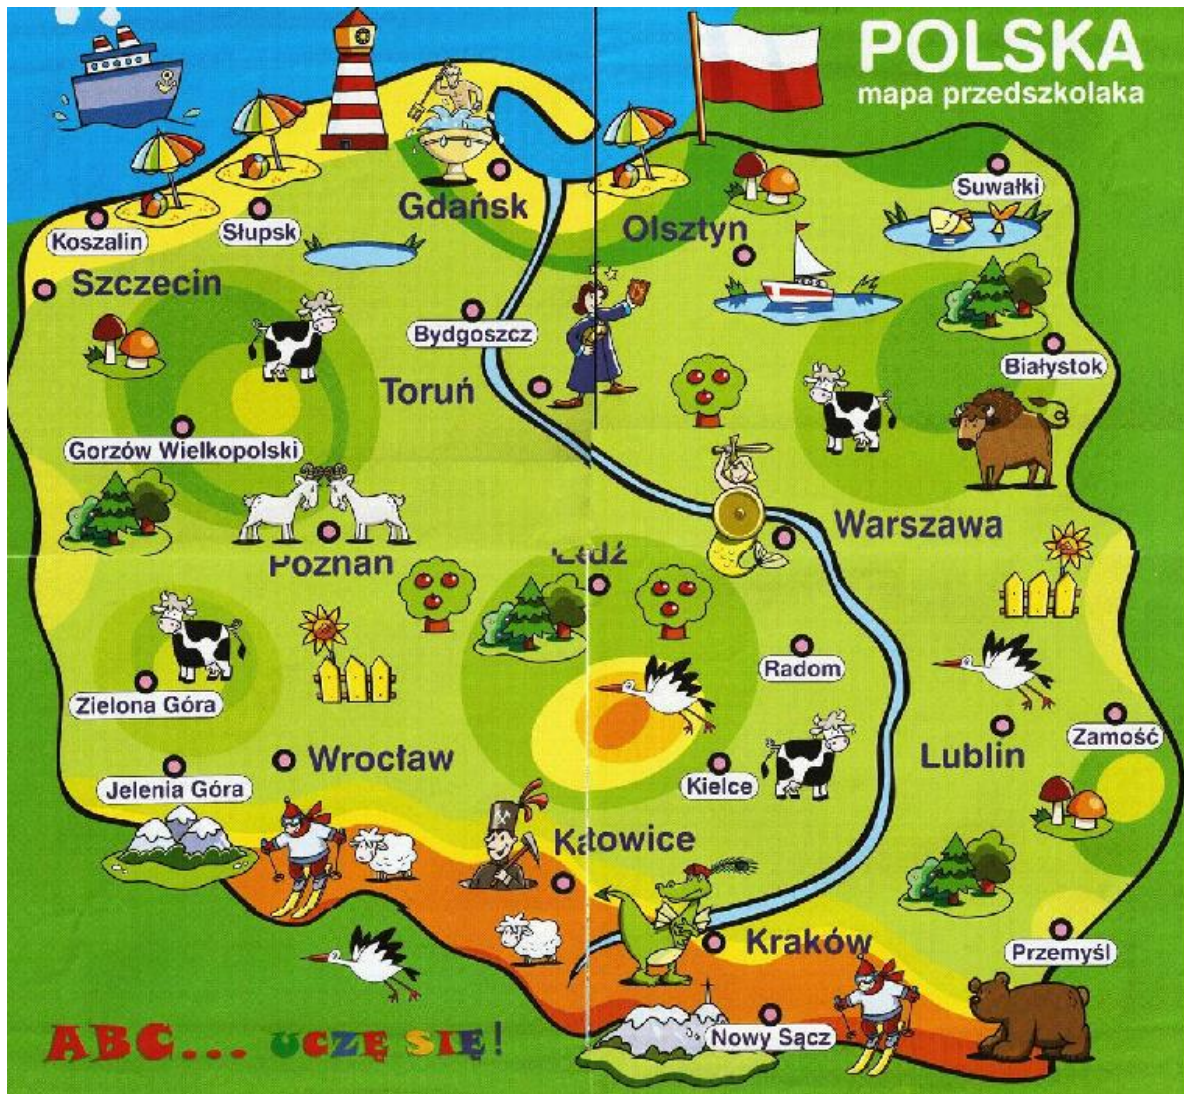 POLSKA
mapa przedszkolaka
Suwałki
Gdańsk
Koszalin
Słupsk
Olsztyn
Szczecin
Bydgoszcz
Białystok
Toruń
Gorzów Wielkopolski
Warszawa
Poznań
Łódź
Radom
Zielona Góra
Zamość
Lublin
Wrocław
Kielce
Jelenia Góra
Katowice
Kraków
Przemyśl
Nowy Sącz
ABC... UCZĘ SIĘ!